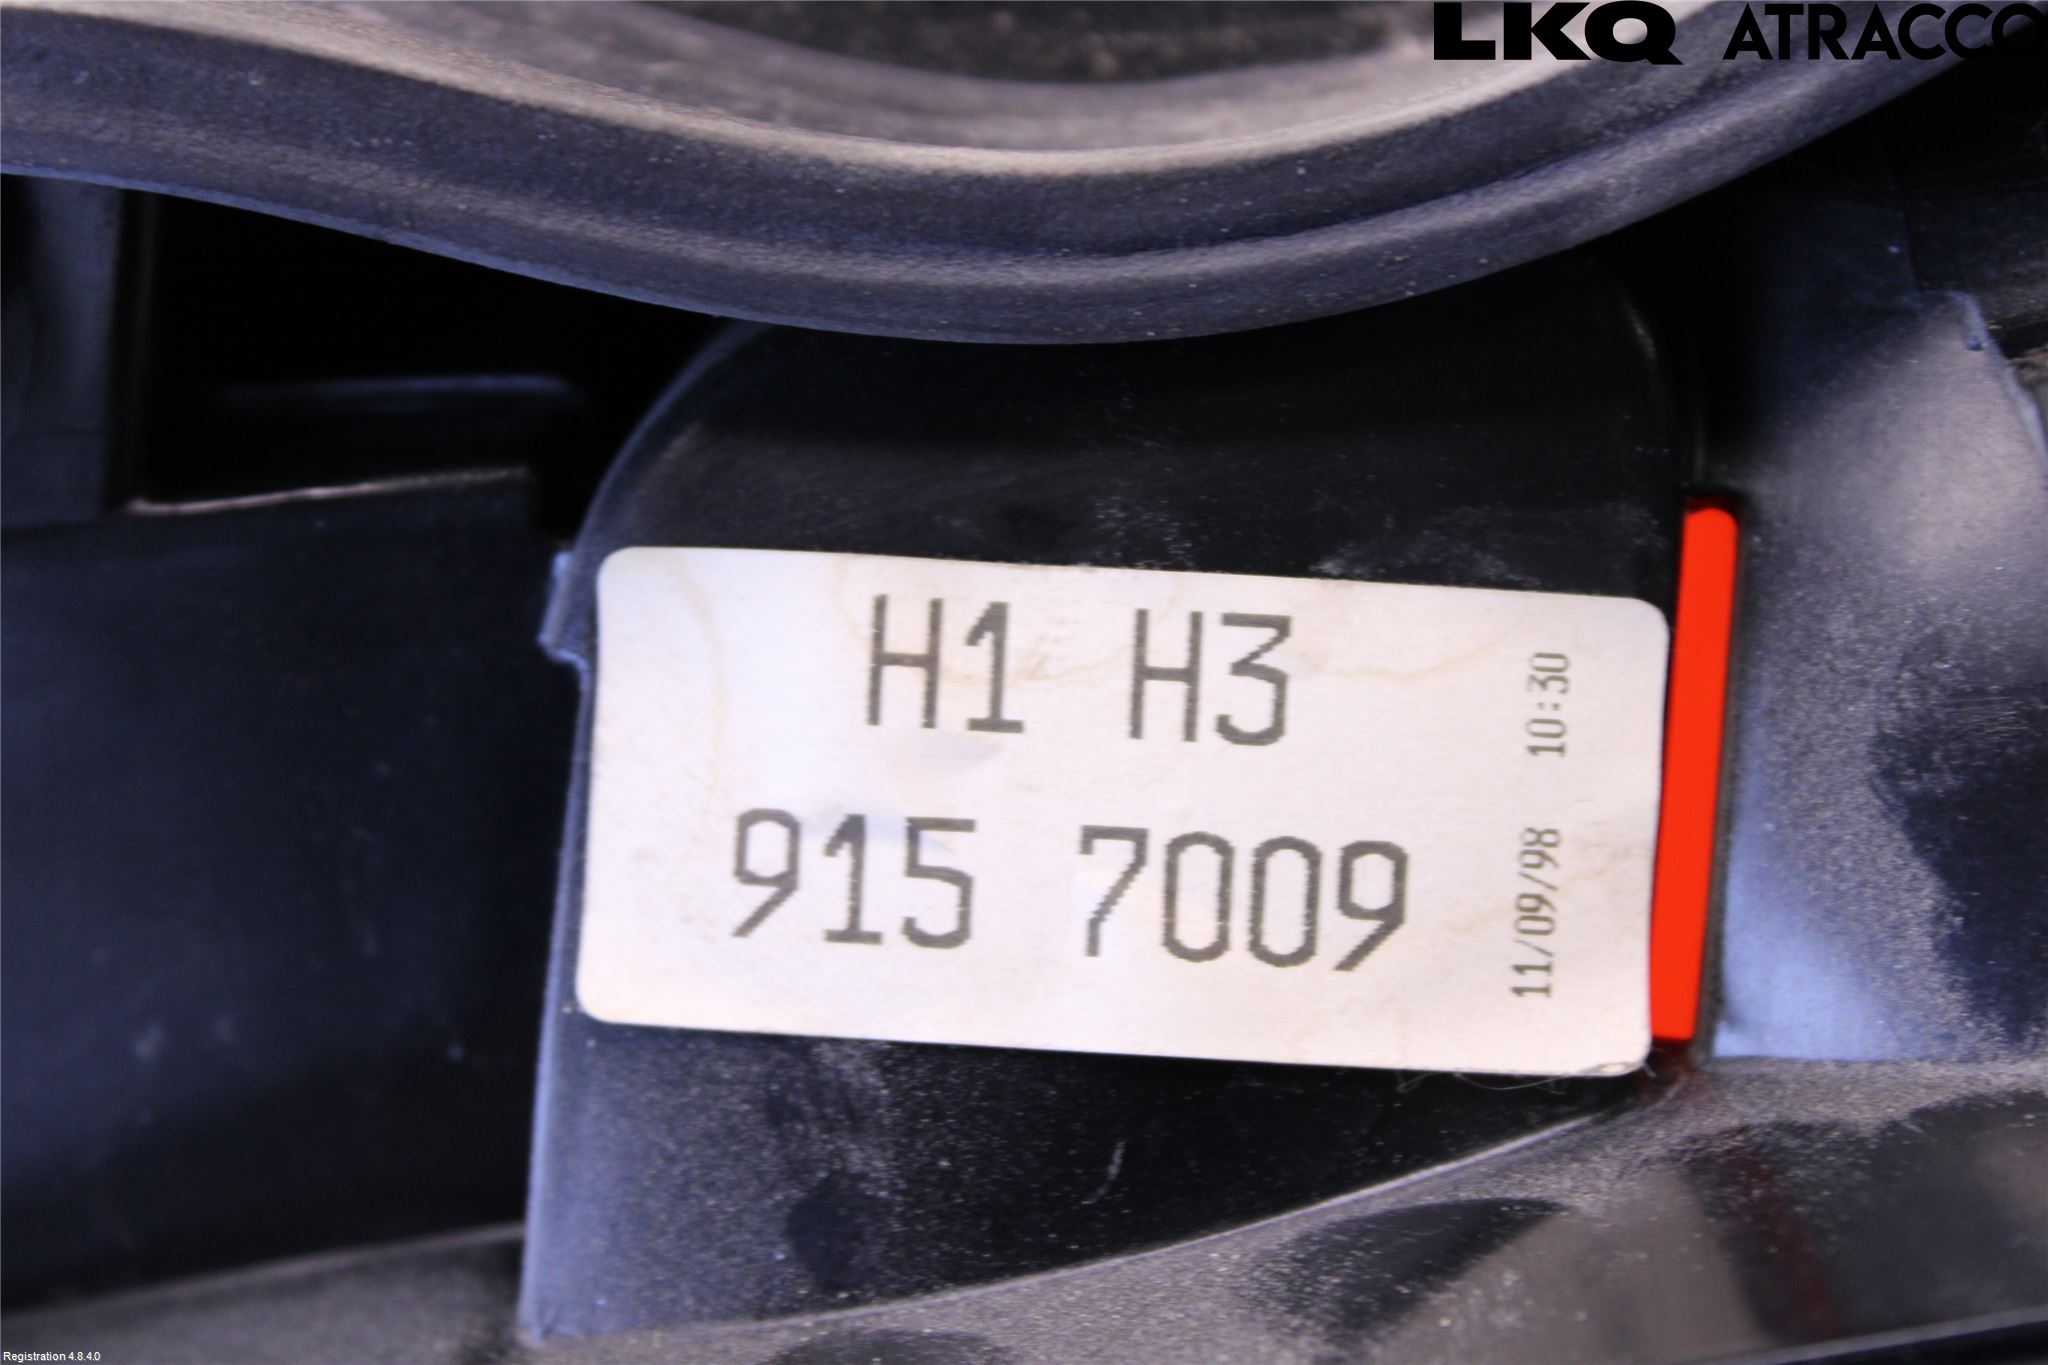 LKQ ATRACCO
H1 H3
915 7009
11/09/98 10:30
Registration 4.8.4.0